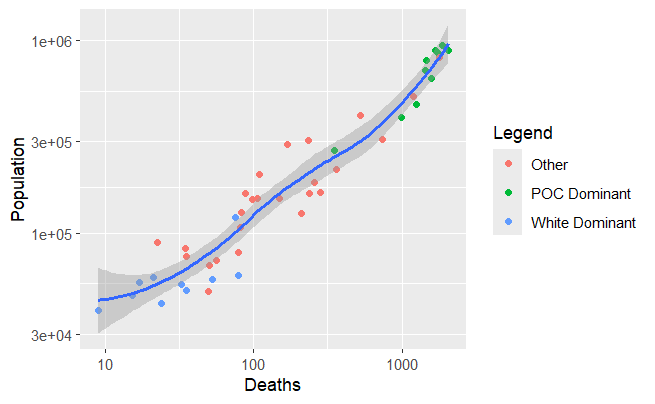 1e+06
3e+05
1e+05
3e+04
Population
10
100
1000
Deaths
Legend
Other
POC Dominant
White Dominant